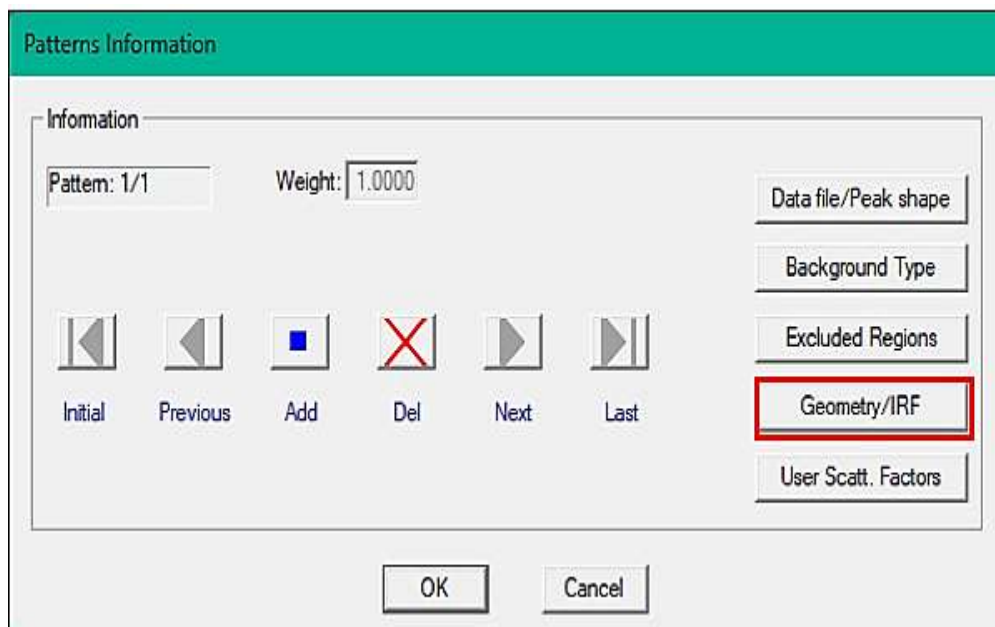 Patterns Information
Information
Pattern: 1/1
Weight: 1.0000
Data file/Peak shape
Background Type
Excluded Regions
Geometry/IRF
User Scatt. Factors
Initial Previous Add Del Next Last
OK Cancel